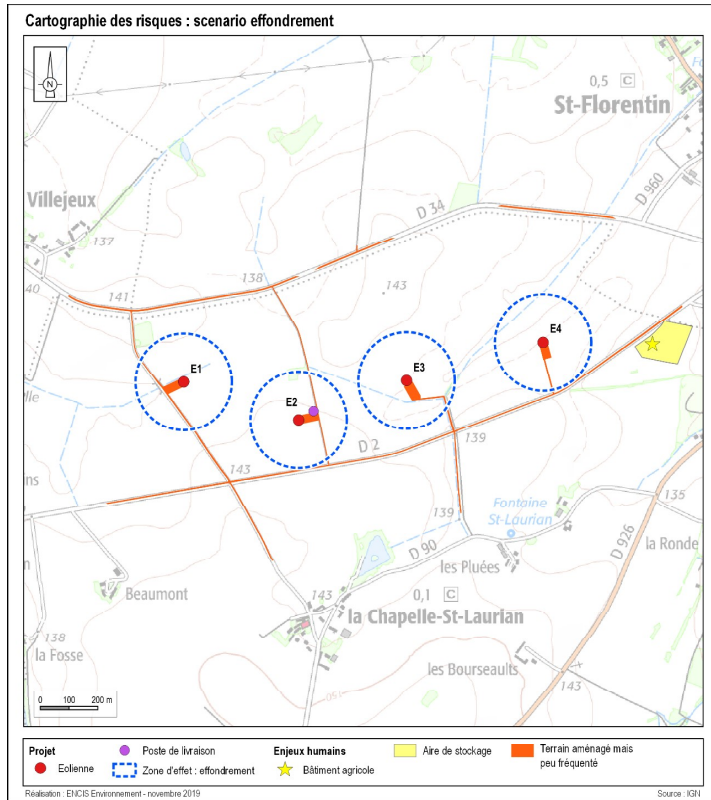 Cartographie des risques : scenario effondrement
N
0,5 C
St-Florentin
D 960
Villejeux
137
D 34
40
141
138
143
E4
E3
E1
E2
ylle
D 2
139
143
ns
139
Fontaine
St-Laurian
135
D 926
la Ronde
D 90
les Pluées
Beaumont
143
0,1 C
la Chapelle-St-Laurian
138
la Fosse
les Bourseaults
143
150
0 100 200 m
Projet
Poste de livraison
Enjeux humains
Aire de stockage
Terrain aménagé mais
peu fréquenté
Eolienne
Zone d'effet : effondrement
Bâtiment agricole
Réalisation : ENCIS Environnement - novembre 2019
Source : IGN